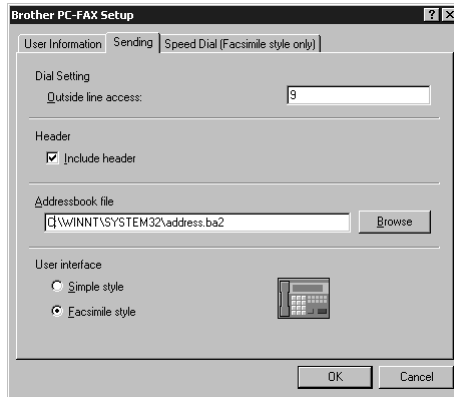 Brother PC-FAX Setup
User Information Sending Speed Dial (Facsimile style only)
Dial Setting
Outside line access: 9
Header
Include header
Addressbook file
C:\WINNT\SYSTEM32\address.ba2 Browse
User interface
Simple style
Facsimile style
OK Cancel